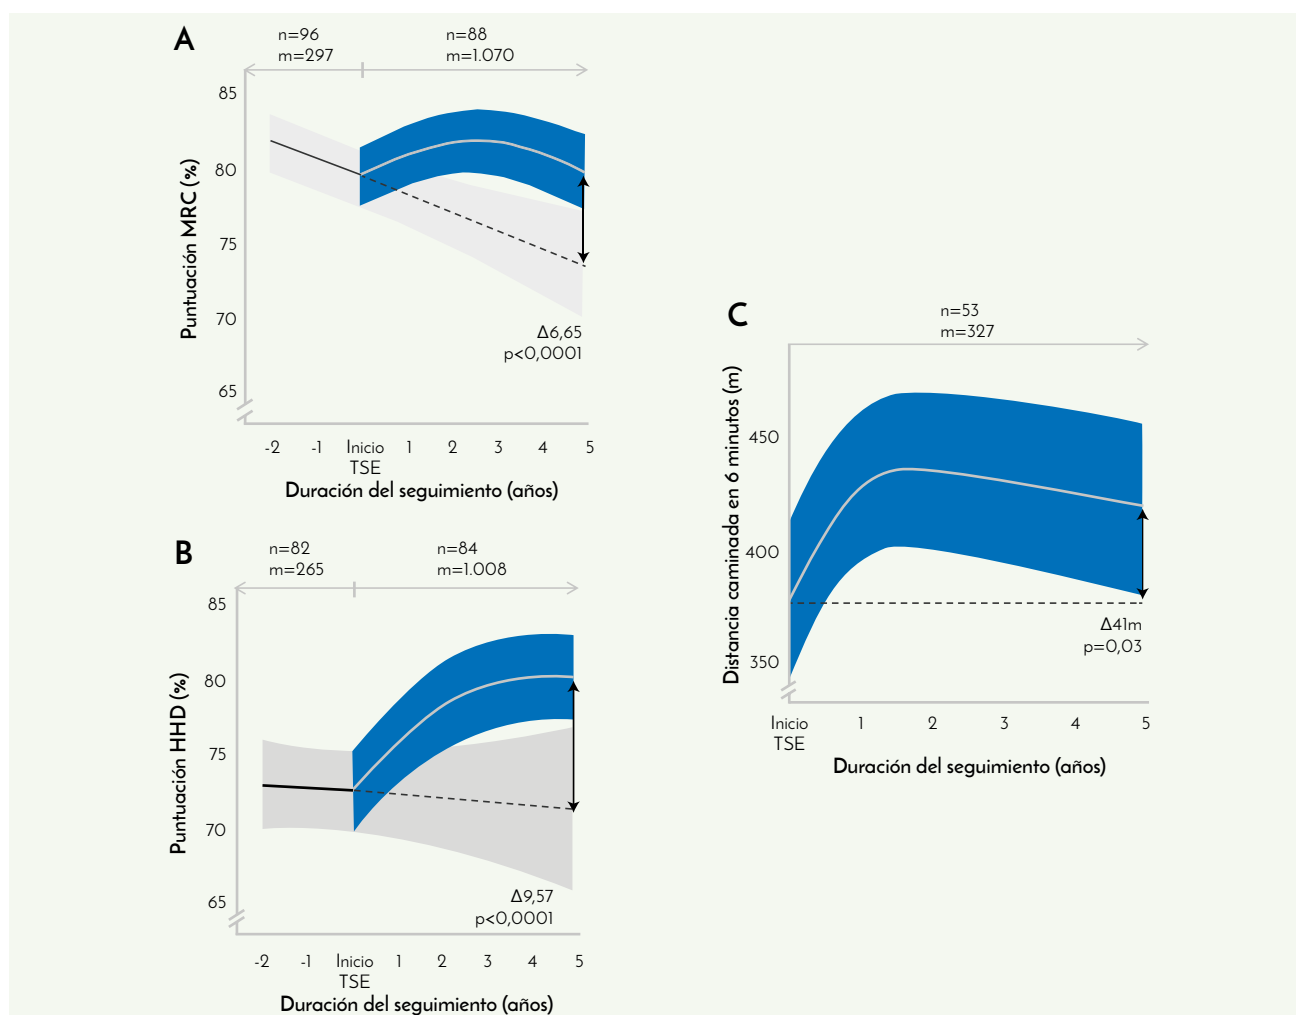 A
n=96
m=297
n=88
m=1.070
Puntuación MRC (%)
85
80
75
70
65
Δ6,65
p<0,0001
-2 -1 Inicio TSE 1 2 3 4 5
Duración del seguimiento (años)
B
n=82
m=265
n=84
m=1.008
Puntuación HHD (%)
85
80
75
70
65
Δ9,57
p<0,0001
-2 -1 Inicio TSE 1 2 3 4 5
Duración del seguimiento (años)
C
n=53
m=327
Distancia caminada en 6 minutos (m)
450
400
350
Δ41m
p=0,03
Inicio TSE 1 2 3 4 5
Duración del seguimiento (años)